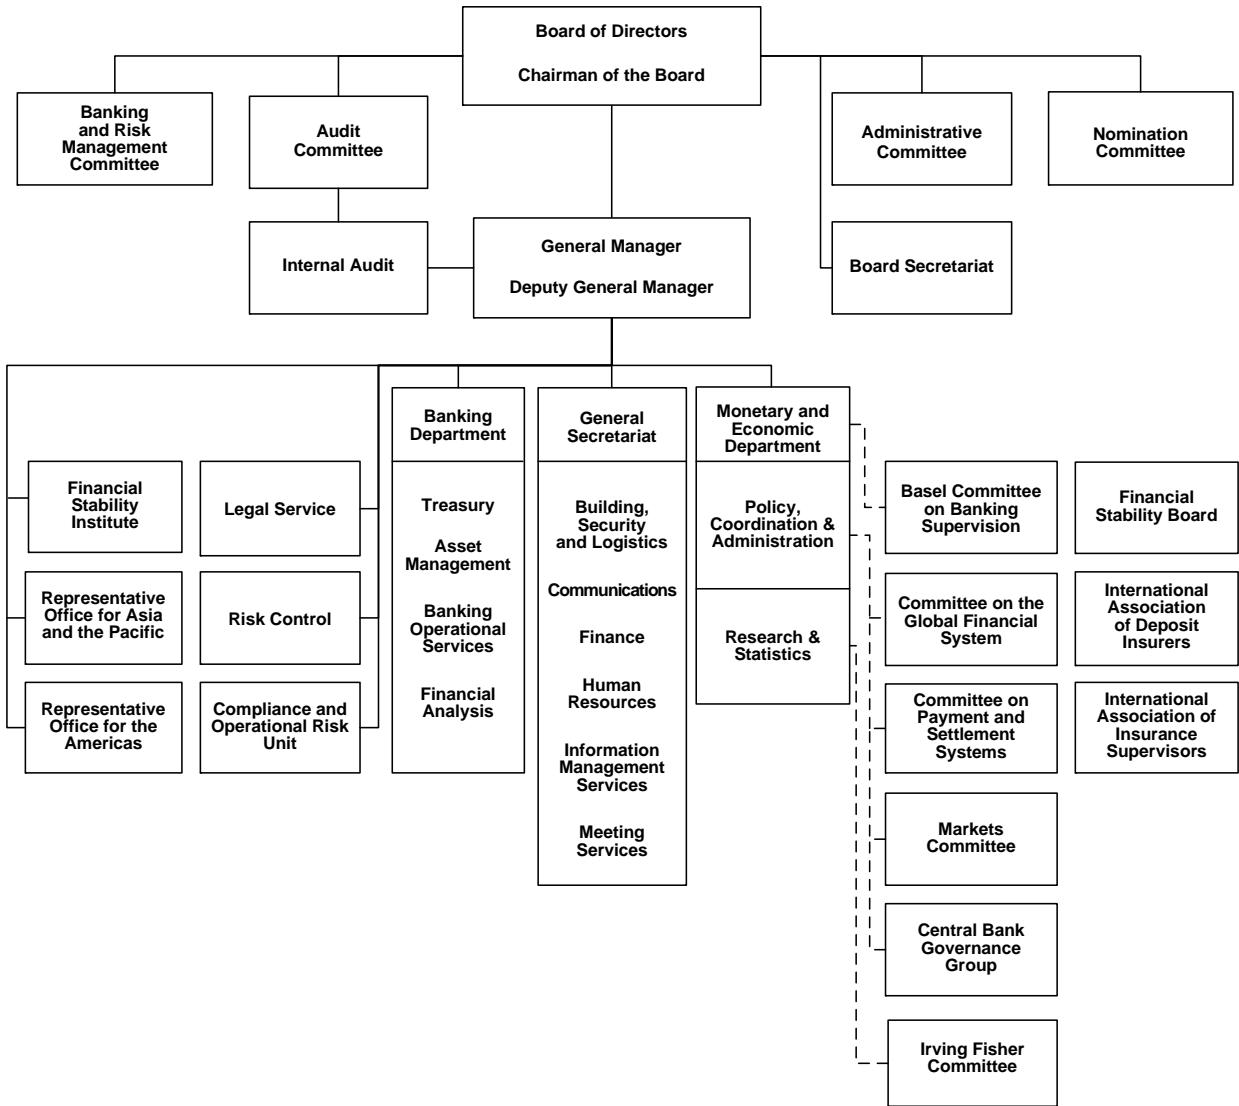 Board of Directors
Chairman of the Board
Banking
and Risk
Management
Committee
Audit
Committee
Administrative
Committee
Nomination
Committee
Internal Audit
General Manager
Deputy General Manager
Board Secretariat
Financial
Stability
Institute
Legal Service
Representative
Office for Asia
and the Pacific
Risk Control
Representative
Office for the
Americas
Compliance and
Operational Risk
Unit
Banking
Department
Treasury
Asset
Management
Banking
Operational
Services
Financial
Analysis
General
Secretariat
Building,
Security
and Logistics
Communications
Finance
Human
Resources
Information
Management
Services
Meeting
Services
Monetary and
Economic
Department
Policy,
Coordination &
Administration
Research &
Statistics
Basel Committee
on Banking
Supervision
Financial
Stability Board
Committee on the
Global Financial
System
International
Association
of Deposit
Insurers
Committee on
Payment and
Settlement
Systems
International
Association of
Insurance
Supervisors
Markets
Committee
Central Bank
Governance
Group
Irving Fisher
Committee